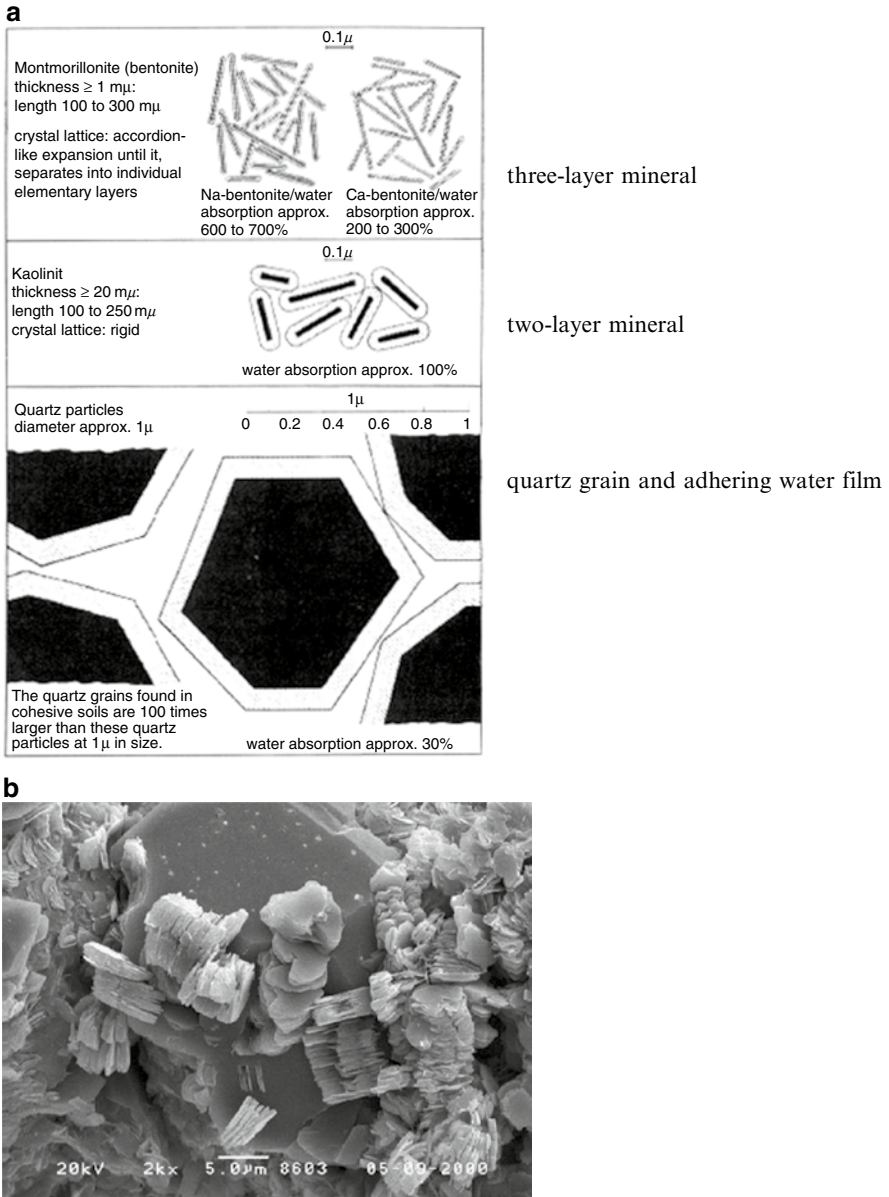 a
0.1μ
Montmorillonite (bentonite)
thickness ≥ 1 mμ:
length 100 to 300 mμ
crystal lattice: accordion-
like expansion until it,
separates into individual
elementary layers
Na-bentonite/water
absorption approx.
600 to 700%
Ca-bentonite/water
absorption approx.
200 to 300%
three-layer mineral
0.1μ
Kaolinit
thickness ≥ 20 mμ:
length 100 to 250 mμ
crystal lattice: rigid
water absorption approx. 100%
two-layer mineral
Quartz particles
diameter approx. 1μ
1μ
0 0.2 0.4 0.6 0.8 1
quartz grain and adhering water film
The quartz grains found in
cohesive soils are 100 times
larger than these quartz
particles at 1μ in size.
water absorption approx. 30%
b
20kV 2kx 5.0μm 8603 05-09-2000